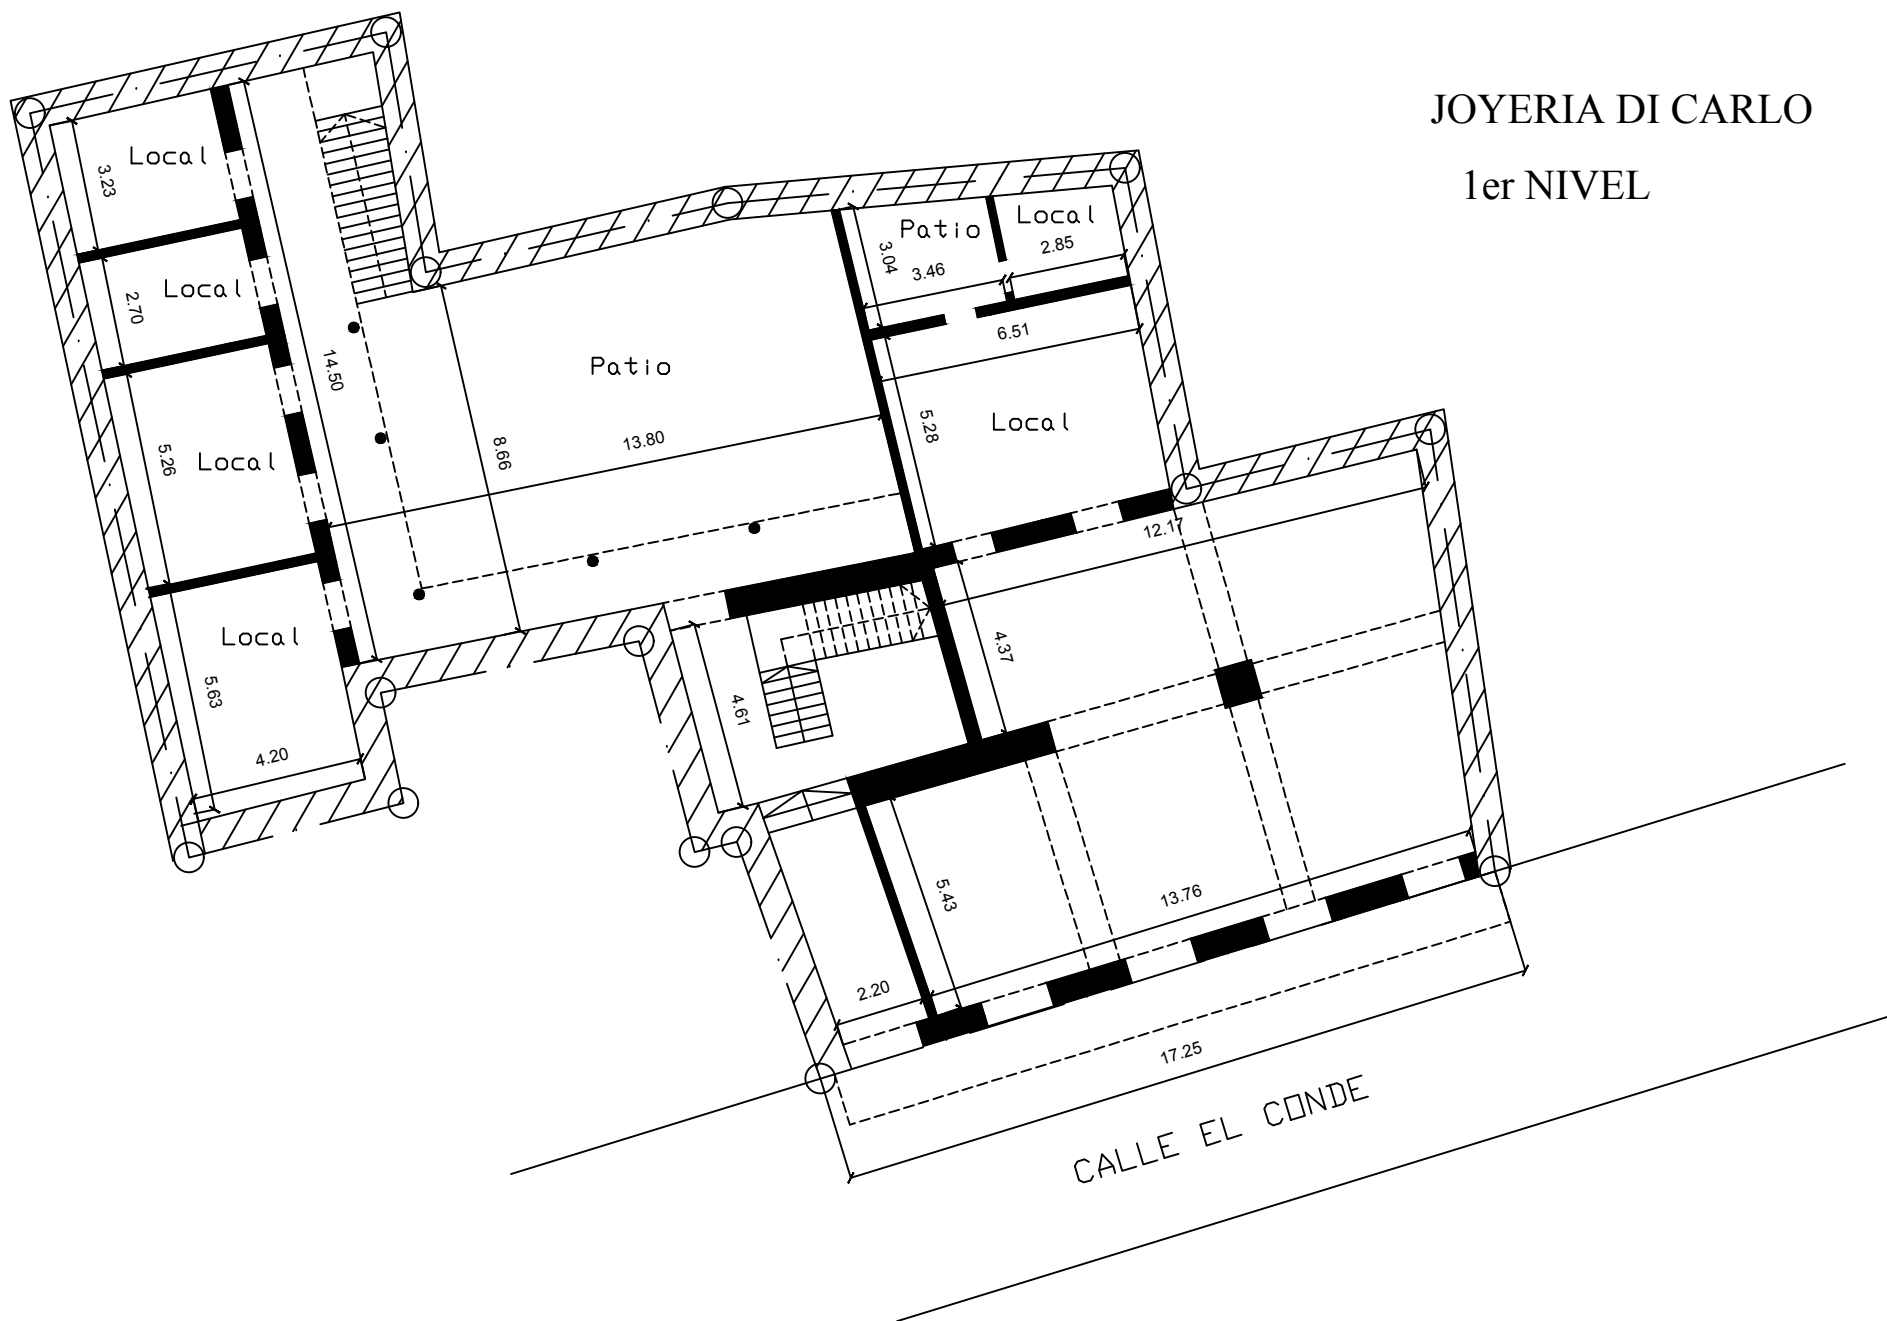 JOYERIA DI CARLO
1er NIVEL
Local
3.23
Local
2.70
14.50
Local
5.26
Local
5.63
4.20
Patio
13.80
8.66
Patio
Local
3.04
3.46
2.85
6.51
5.28
Local
12.17
4.37
4.61
5.43
13.76
2.20
17.25
CALLE EL CONDE